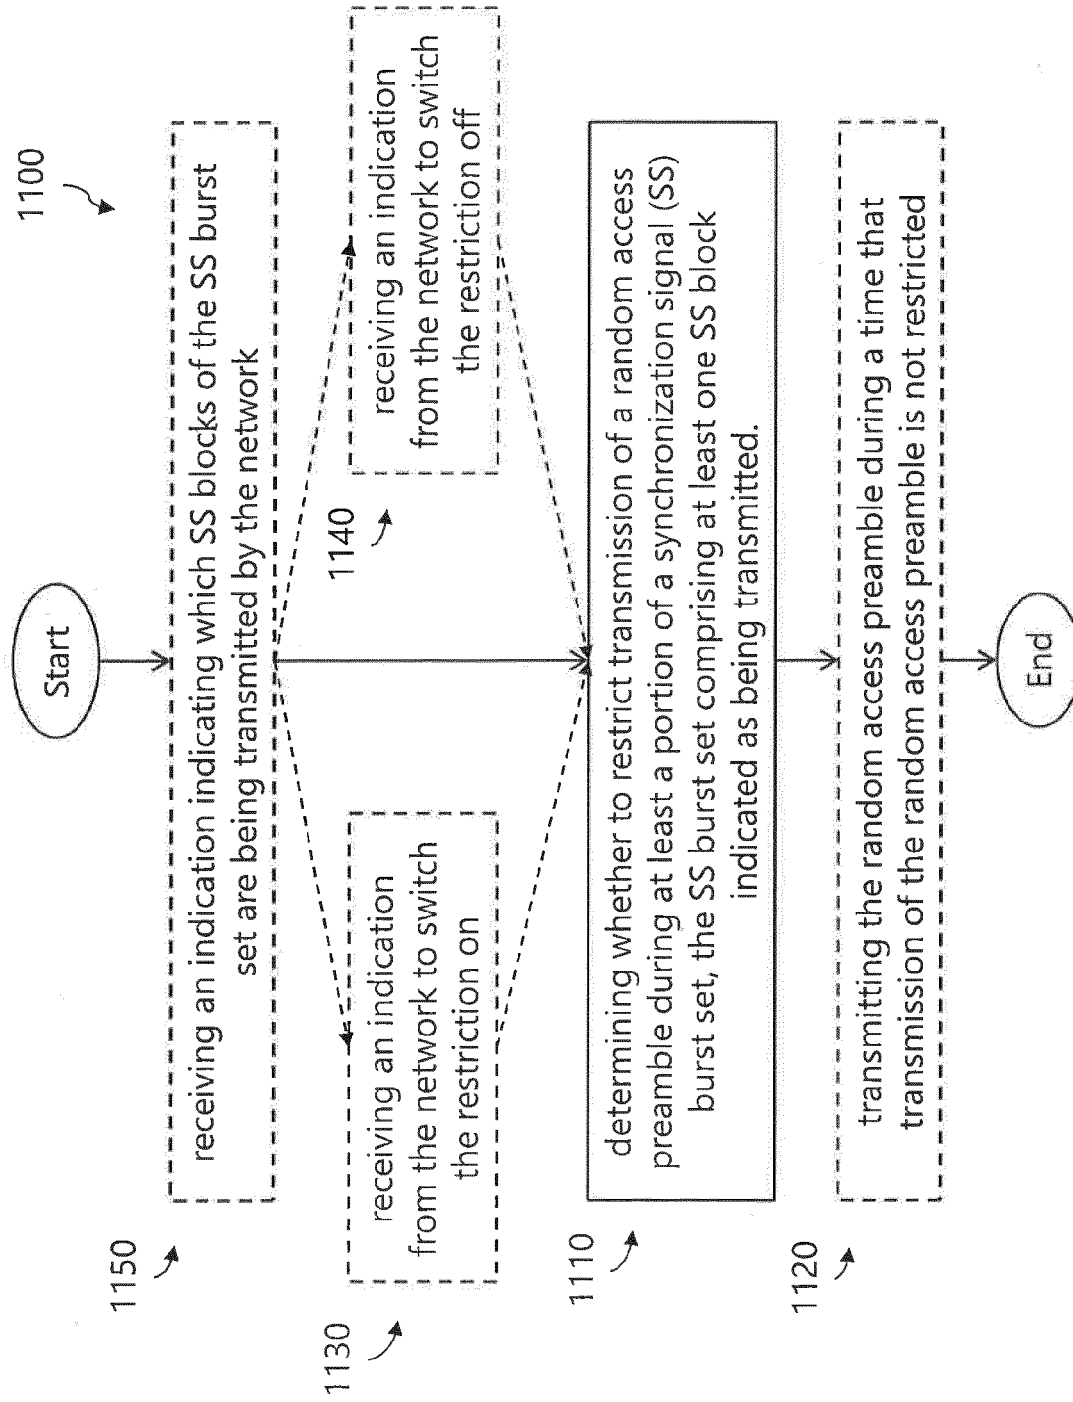 1100
Start
1150
receiving an indication indicating which SS blocks of the SS burst
set are being transmitted by the network
1130
receiving an indication
from the network to switch
the restriction on
1140
receiving an indication
from the network to switch
the restriction off
1110
determining whether to restrict transmission of a random access
preamble during at least a portion of a synchronization signal (SS)
burst set, the SS burst set comprising at least one SS block
indicated as being transmitted.
1120
transmitting the random access preamble during a time that
transmission of the random access preamble is not restricted
End